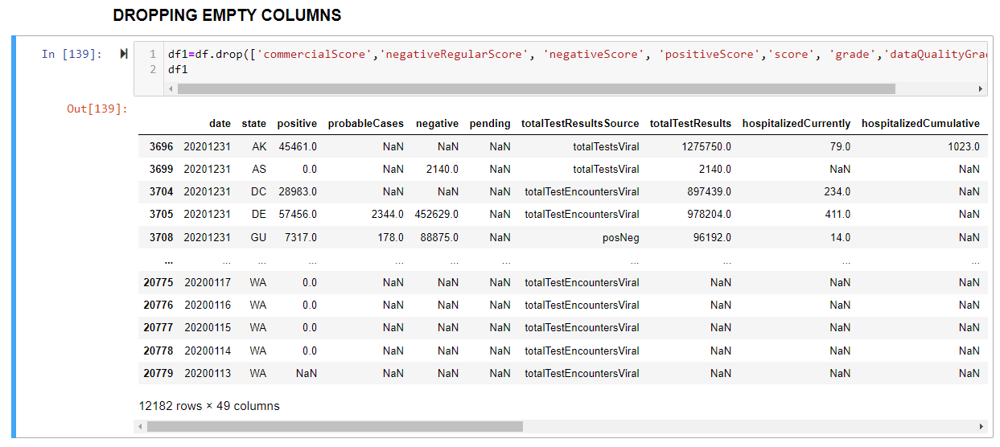 DROPPING EMPTY COLUMNS
In [139]:
1 df1=df.drop(['commercialScore','negativeRegularScore', 'negativeScore', 'positiveScore','score', 'grade','dataQualityGra
2 df1
Out[139]:
date state positive probableCases negative pending totalTestResultsSource totalTestResults hospitalizedCurrently hospitalizedCumulative
3696 20201231 AK 45461.0 NaN NaN NaN totalTestsViral 1275750.0 79.0 1023.0
3699 20201231 AS 0.0 NaN 2140.0 NaN totalTestsViral 2140.0 NaN NaN
3704 20201231 DC 28983.0 NaN NaN NaN totalTestEncountersViral 897439.0 234.0 NaN
3705 20201231 DE 57456.0 2344.0 452629.0 NaN totalTestEncountersViral 978204.0 411.0 NaN
3708 20201231 GU 7317.0 178.0 88875.0 NaN posNeg 96192.0 14.0 NaN
... ... ... ... ... ... ... ... ... ... ...
20775 20200117 WA 0.0 NaN NaN NaN totalTestEncountersViral NaN NaN NaN
20776 20200116 WA 0.0 NaN NaN NaN totalTestEncountersViral NaN NaN NaN
20777 20200115 WA 0.0 NaN NaN NaN totalTestEncountersViral NaN NaN NaN
20778 20200114 WA 0.0 NaN NaN NaN totalTestEncountersViral NaN NaN NaN
20779 20200113 WA NaN NaN NaN NaN totalTestEncountersViral NaN NaN NaN
12182 rows × 49 columns